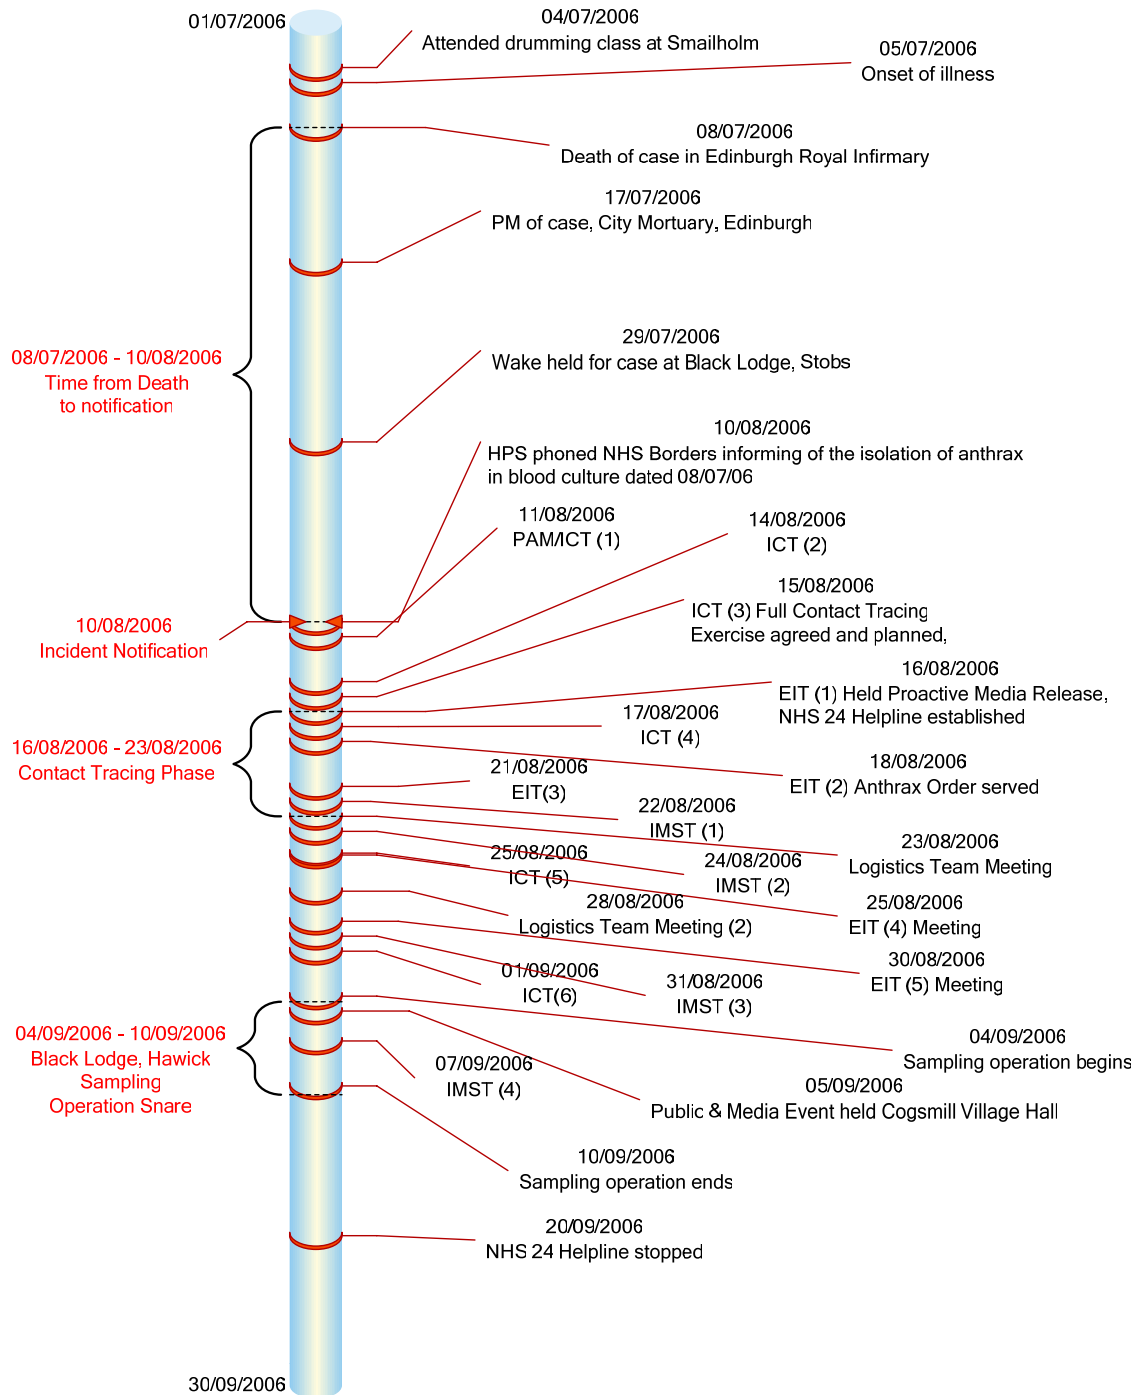 01/07/2006
04/07/2006
Attended drumming class at Smailholm
05/07/2006
Onset of illness
08/07/2006
Death of case in Edinburgh Royal Infirmary
17/07/2006
PM of case, City Mortuary, Edinburgh
29/07/2006
Wake held for case at Black Lodge, Stobs
08/07/2006 - 10/08/2006
Time from Death
to notification
10/08/2006
HPS phoned NHS Borders informing of the isolation of anthrax
in blood culture dated 08/07/06
11/08/2006
PAM/ICT (1)
14/08/2006
ICT (2)
15/08/2006
ICT (3) Full Contact Tracing
Exercise agreed and planned,
10/08/2006
Incident Notification
16/08/2006
EIT (1) Held Proactive Media Release,
NHS 24 Helpline established
17/08/2006
ICT (4)
16/08/2006 - 23/08/2006
Contact Tracing Phase
18/08/2006
EIT (2) Anthrax Order served
21/08/2006
EIT(3)
22/08/2006
IMST (1)
23/08/2006
Logistics Team Meeting
25/08/2006
ICT (5)
24/08/2006
IMST (2)
25/08/2006
EIT (4) Meeting
28/08/2006
Logistics Team Meeting (2)
30/08/2006
EIT (5) Meeting
01/09/2006
ICT(6)
31/08/2006
IMST (3)
04/09/2006
Sampling operation begins
04/09/2006 - 10/09/2006
Black Lodge, Hawick
Sampling
Operation Snare
07/09/2006
IMST (4)
05/09/2006
Public & Media Event held Cogsmill Village Hall
10/09/2006
Sampling operation ends
20/09/2006
NHS 24 Helpline stopped
30/09/2006